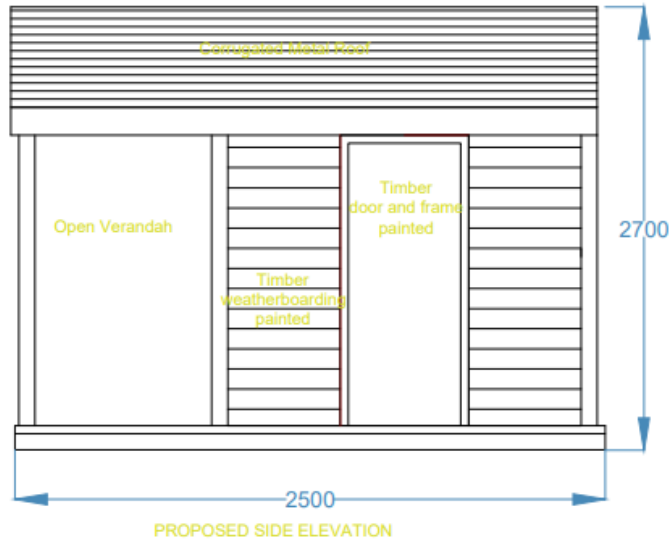 Corrugated Metal Roof
Timber
door and frame
painted
Open Verandah
2700
Timber
weatherboarding
painted
2500
PROPOSED SIDE ELEVATION